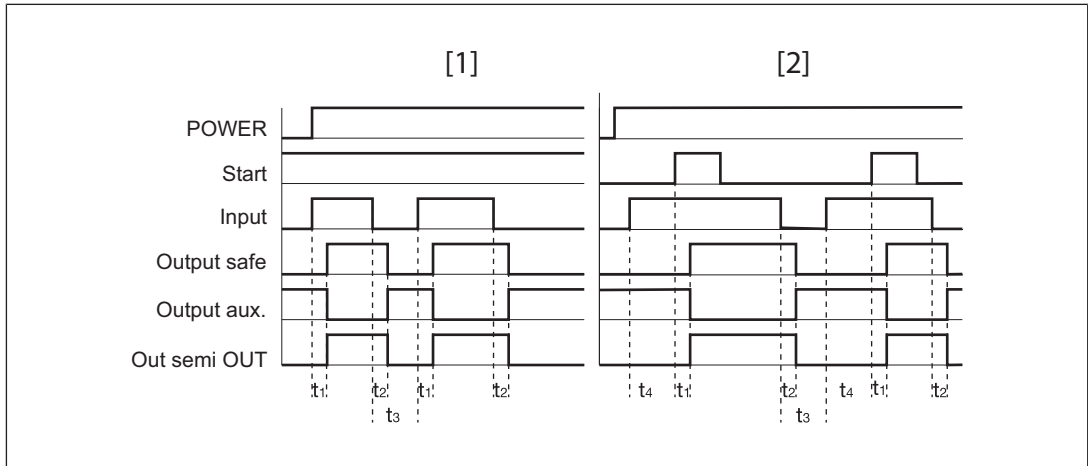 [1] [2]
POWER
Start
Input
Output safe
Output aux.
Out semi OUT
t1 t2 t1 t2 t4 t1 t2 t4 t1 t2
t3 t3